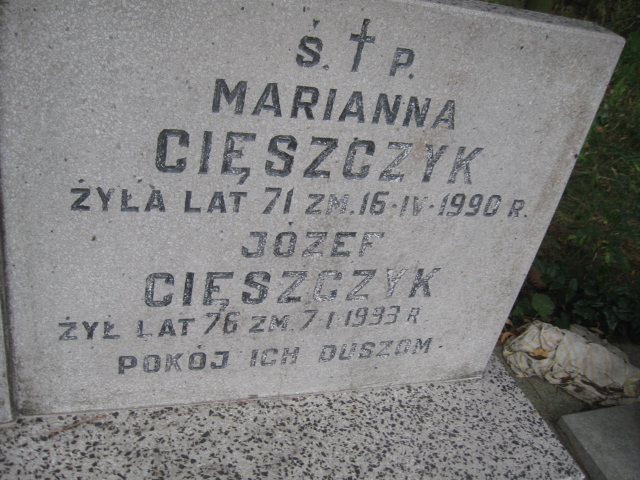 Ś. † P.
MARIANNA
CIĘSZCZYK
ŻYŁA LAT 71 ZM. 16·IV·1990 R.
JÓZEF
CIĘSZCZYK
ŻYŁ LAT 76 ZM. 7·I·1993 R
POKÓJ ICH DUSZOM.